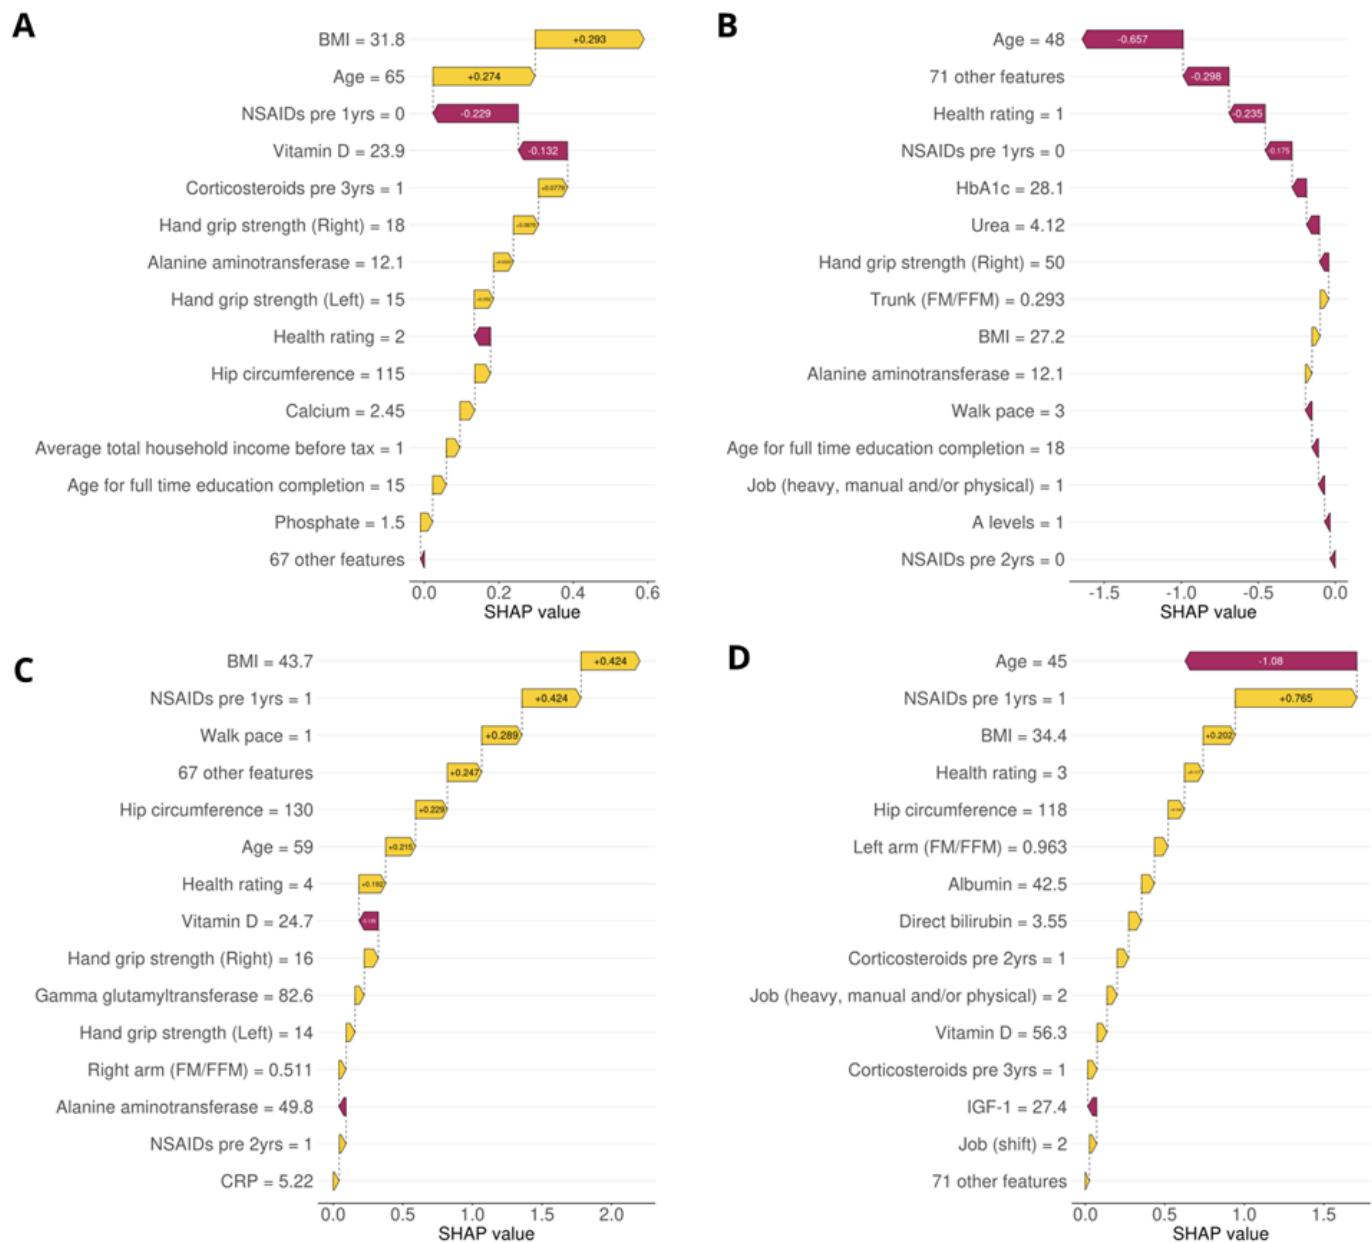 A
BMI = 31.8
+0.293
Age = 65
+0.274
NSAIDs pre 1yrs = 0
-0.229
Vitamin D = 23.9
-0.132
Corticosteroids pre 3yrs = 1
+0.0778
Hand grip strength (Right) = 18
Alanine aminotransferase = 12.1
Hand grip strength (Left) = 15
Health rating = 2
Hip circumference = 115
Calcium = 2.45
Average total household income before tax = 1
Age for full time education completion = 15
Phosphate = 1.5
67 other features
0.0 0.2 0.4 0.6
SHAP value
B
Age = 48
-0.657
71 other features
-0.298
Health rating = 1
-0.235
NSAIDs pre 1yrs = 0
-0.175
HbA1c = 28.1
Urea = 4.12
Hand grip strength (Right) = 50
Trunk (FM/FFM) = 0.293
BMI = 27.2
Alanine aminotransferase = 12.1
Walk pace = 3
Age for full time education completion = 18
Job (heavy, manual and/or physical) = 1
A levels = 1
NSAIDs pre 2yrs = 0
-1.5 -1.0 -0.5 0.0
SHAP value
C
BMI = 43.7
+0.424
NSAIDs pre 1yrs = 1
+0.424
Walk pace = 1
+0.289
67 other features
+0.247
Hip circumference = 130
+0.229
Age = 59
+0.215
Health rating = 4
+0.192
Vitamin D = 24.7
Hand grip strength (Right) = 16
Gamma glutamyltransferase = 82.6
Hand grip strength (Left) = 14
Right arm (FM/FFM) = 0.511
Alanine aminotransferase = 49.8
NSAIDs pre 2yrs = 1
CRP = 5.22
0.0 0.5 1.0 1.5 2.0
SHAP value
D
Age = 45
-1.08
NSAIDs pre 1yrs = 1
+0.765
BMI = 34.4
+0.202
Health rating = 3
Hip circumference = 118
Left arm (FM/FFM) = 0.963
Albumin = 42.5
Direct bilirubin = 3.55
Corticosteroids pre 2yrs = 1
Job (heavy, manual and/or physical) = 2
Vitamin D = 56.3
Corticosteroids pre 3yrs = 1
IGF-1 = 27.4
Job (shift) = 2
71 other features
0.0 0.5 1.0 1.5
SHAP value